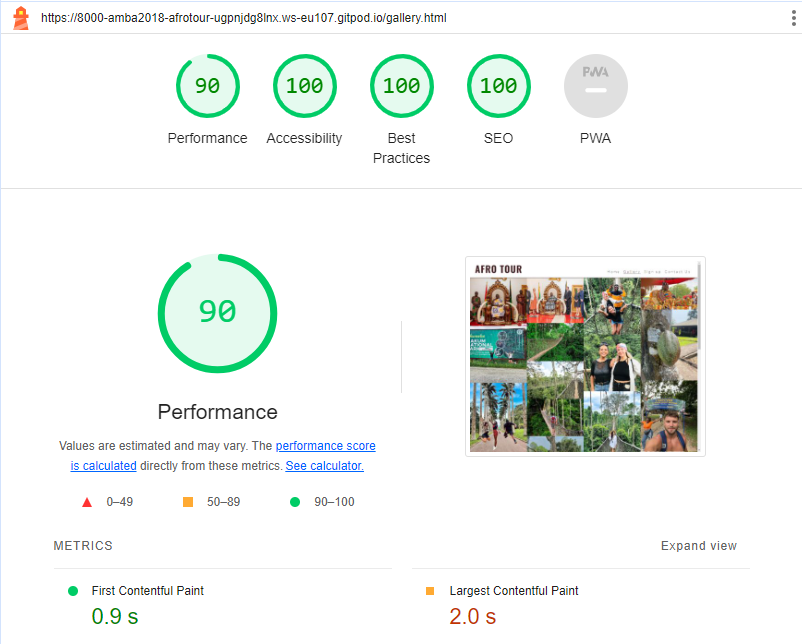 https://8000-amba2018-afrotour-ugpnjdg8lnx.ws-eu107.gitpod.io/gallery.html
90 100 100 100 PWA
Performance Accessibility Best Practices SEO PWA
90
Performance
Values are estimated and may vary. The performance score
is calculated directly from these metrics. See calculator.
0–49 50–89 90–100
AFRO TOUR
Home Gallery Sign up Contact Us
METRICS
Expand view
First Contentful Paint
0.9 s
Largest Contentful Paint
2.0 s